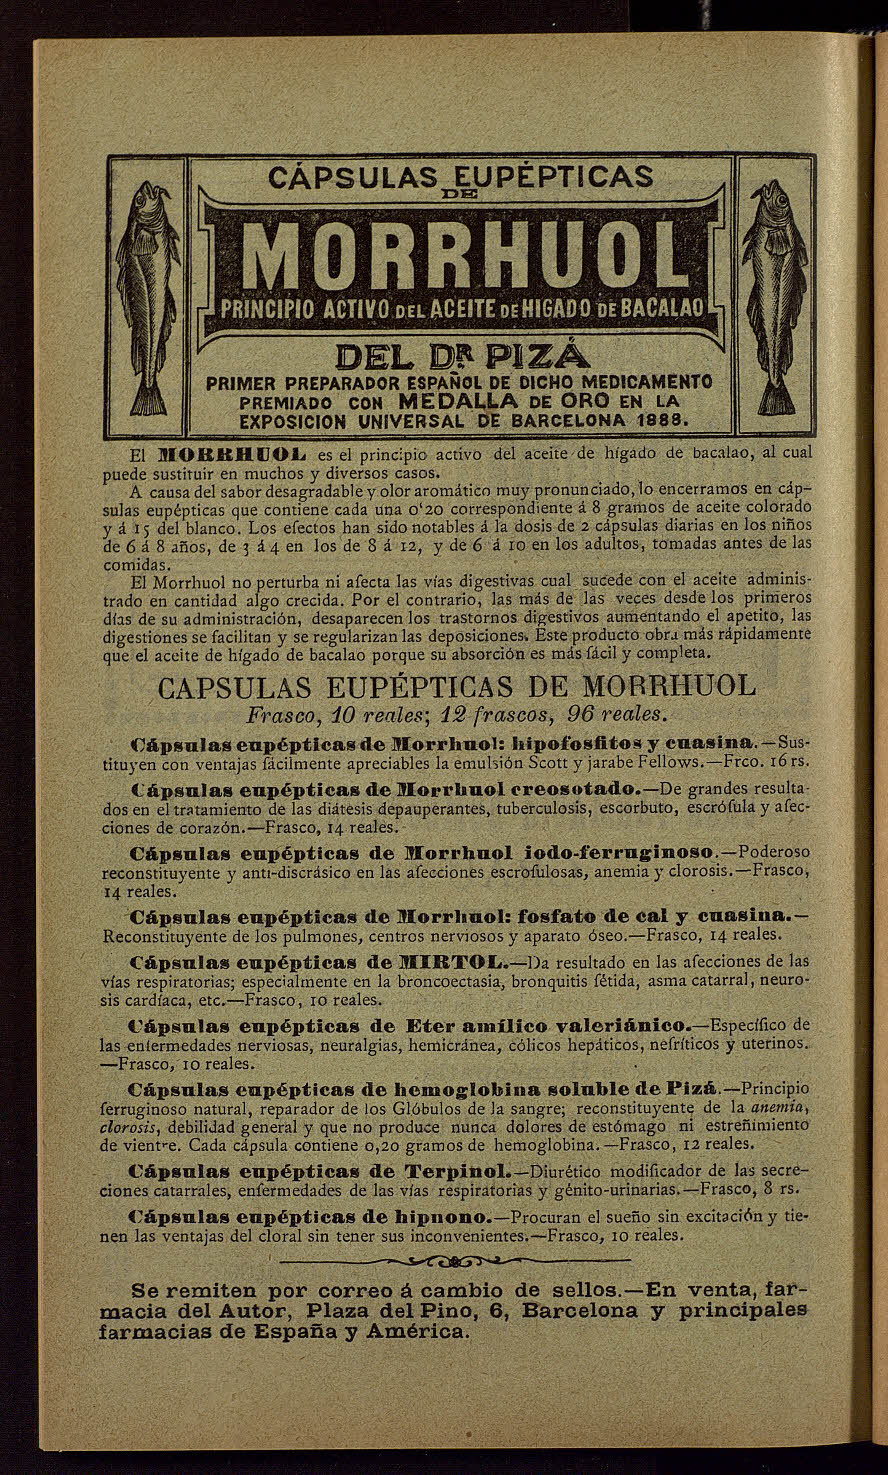 CÁPSULAS EUPÉPTICAS
DE
MORRHUOL
PRINCIPIO ACTIVO DEL ACEITE DE HIGADO DE BACALAO
DEL DR PIZÁ
PRIMER PREPARADOR ESPAÑOL DE DICHO MEDICAMENTO
PREMIADO CON MEDALLA DE ORO EN LA
EXPOSICION UNIVERSAL DE BARCELONA 1888.
El MORRHUOL es el principio activo del aceite de hígado de bacalao, al cual
puede sustituir en muchos y diversos casos.
A causa del sabor desagradable y olor aromático muy pronunciado, lo encerramos en cáp-
sulas eupépticas que contiene cada una 0'20 correspondiente á 8 gramos de aceite colorado
y á 15 del blanco. Los efectos han sido notables á la dosis de 2 cápsulas diarias en los niños
de 6 á 8 años, de 3 á 4 en los de 8 á 12, y de 6 á 10 en los adultos, tomadas antes de las
comidas.
El Morrhuol no perturba ni afecta las vías digestivas cual sucede con el aceite adminis-
trado en cantidad algo crecida. Por el contrario, las más de las veces desde los primeros
días de su administración, desaparecen los trastornos digestivos aumentando el apetito, las
digestiones se facilitan y se regularizan las deposiciones. Este producto obra más rápidamente
que el aceite de hígado de bacalao porque su absorción es más fácil y completa.
CAPSULAS EUPÉPTICAS DE MORRHUOL
Frasco, 10 reales; 12 frascos, 96 reales.
Cápsulas eupépticas de Morrhuol: hipofosfitos y cuasina.—Sus-
tituyen con ventajas fácilmente apreciables la emulsión Scott y jarabe Fellows.—Frco. 16 rs.
Cápsulas eupépticas de Morrhuol creosotado.—De grandes resulta-
dos en el tratamiento de las diátesis depauperantes, tuberculosis, escorbuto, escrófula y afec-
ciones de corazón.—Frasco, 14 reales.
Cápsulas eupépticas de Morrhuol iodo-ferruginoso.—Poderoso
reconstituyente y anti-discrásico en las afecciones escrofulosas, anemia y clorosis.—Frasco,
14 reales.
Cápsulas eupépticas de Morrhuol: fosfato de cal y cuasina.—
Reconstituyente de los pulmones, centros nerviosos y aparato óseo.—Frasco, 14 reales.
Cápsulas eupépticas de MIRTOL.—Da resultado en las afecciones de las
vías respiratorias; especialmente en la broncoectasia, bronquitis fétida, asma catarral, neuro-
sis cardíaca, etc.—Frasco, 10 reales.
Cápsulas eupépticas de Eter amílico valeriánico.—Específico de
las enfermedades nerviosas, neuralgias, hemicránea, cólicos hepáticos, nefríticos y uterinos.
—Frasco, 10 reales.
Cápsulas eupépticas de hemoglobina soluble de Pizá.—Principio
ferruginoso natural, reparador de los Glóbulos de la sangre; reconstituyente de la anemia,
clorosis, debilidad general y que no produce nunca dolores de estómago ni estreñimiento
de vientre. Cada cápsula contiene 0,20 gramos de hemoglobina.—Frasco, 12 reales.
Cápsulas eupépticas de Terpinol.—Diurético modificador de las secre-
ciones catarrales, enfermedades de las vías respiratorias y génito-urinarias.—Frasco, 8 rs.
Cápsulas eupépticas de hipnono.—Procuran el sueño sin excitación y tie-
nen las ventajas del cloral sin tener sus inconvenientes.—Frasco, 10 reales.
Se remiten por correo á cambio de sellos.—En venta, far-
macia del Autor, Plaza del Pino, 6, Barcelona y principales
farmacias de España y América.